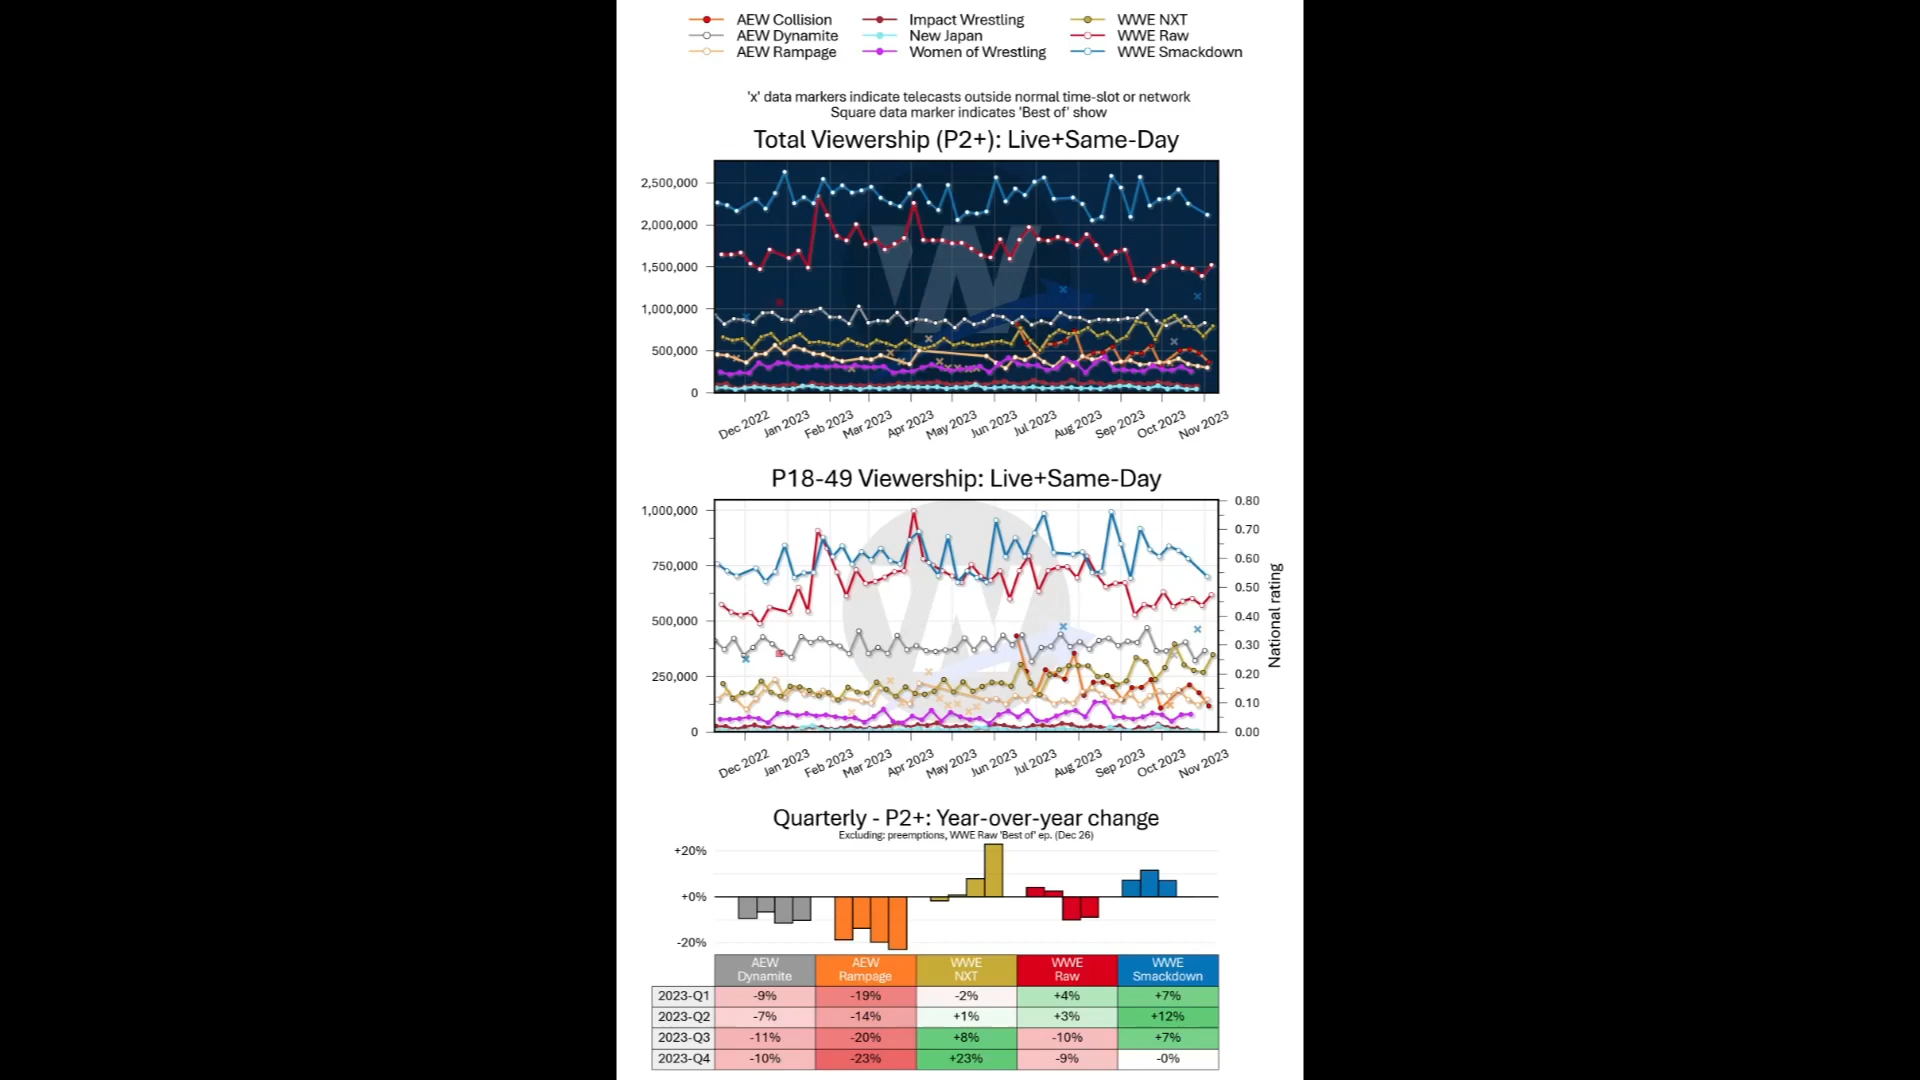 AEW Collision Impact Wrestling WWE NXT
AEW Dynamite New Japan WWE Raw
AEW Rampage Women of Wrestling WWE Smackdown
'x' data markers indicate telecasts outside normal time-slot or network
Square data marker indicates 'Best of' show
Total Viewership (P2+): Live+Same-Day
2,500,000
2,000,000
1,500,000
1,000,000
500,000
0
Dec 2022 Jan 2023 Feb 2023 Mar 2023 Apr 2023 May 2023 Jun 2023 Jul 2023 Aug 2023 Sep 2023 Oct 2023 Nov 2023
P18-49 Viewership: Live+Same-Day
1,000,000
750,000
500,000
250,000
0
0.80
0.70
0.60
0.50
0.40
0.30
0.20
0.10
0.00
National rating
Dec 2022 Jan 2023 Feb 2023 Mar 2023 Apr 2023 May 2023 Jun 2023 Jul 2023 Aug 2023 Sep 2023 Oct 2023 Nov 2023
Quarterly - P2+: Year-over-year change
Excluding: preemptions, WWE Raw 'Best of' ep. (Dec 26)
+20%
+0%
-20%
AEW AEW WWE WWE WWE
Dynamite Rampage NXT Raw Smackdown
2023-Q1 -9% -19% -2% +4% +7%
2023-Q2 -7% -14% +1% +3% +12%
2023-Q3 -11% -20% +8% -10% +7%
2023-Q4 -10% -23% +23% -9% -0%